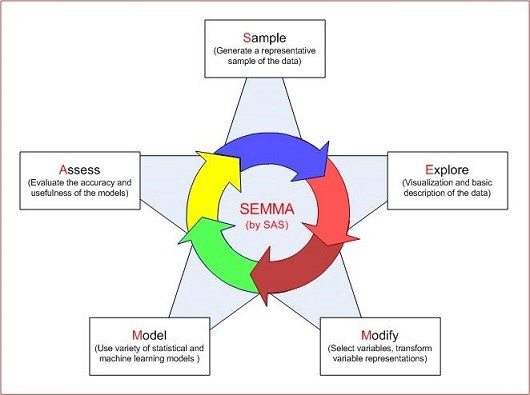 Sample
(Generate a representative
sample of the data)
Assess
(Evaluate the accuracy and
usefulness of the models)
Explore
(Visualization and basic
description of the data)
SEMMA
(by SAS)
Model
(Use variety of statistical and
machine learning models )
Modify
(Select variables, transform
variable representations)